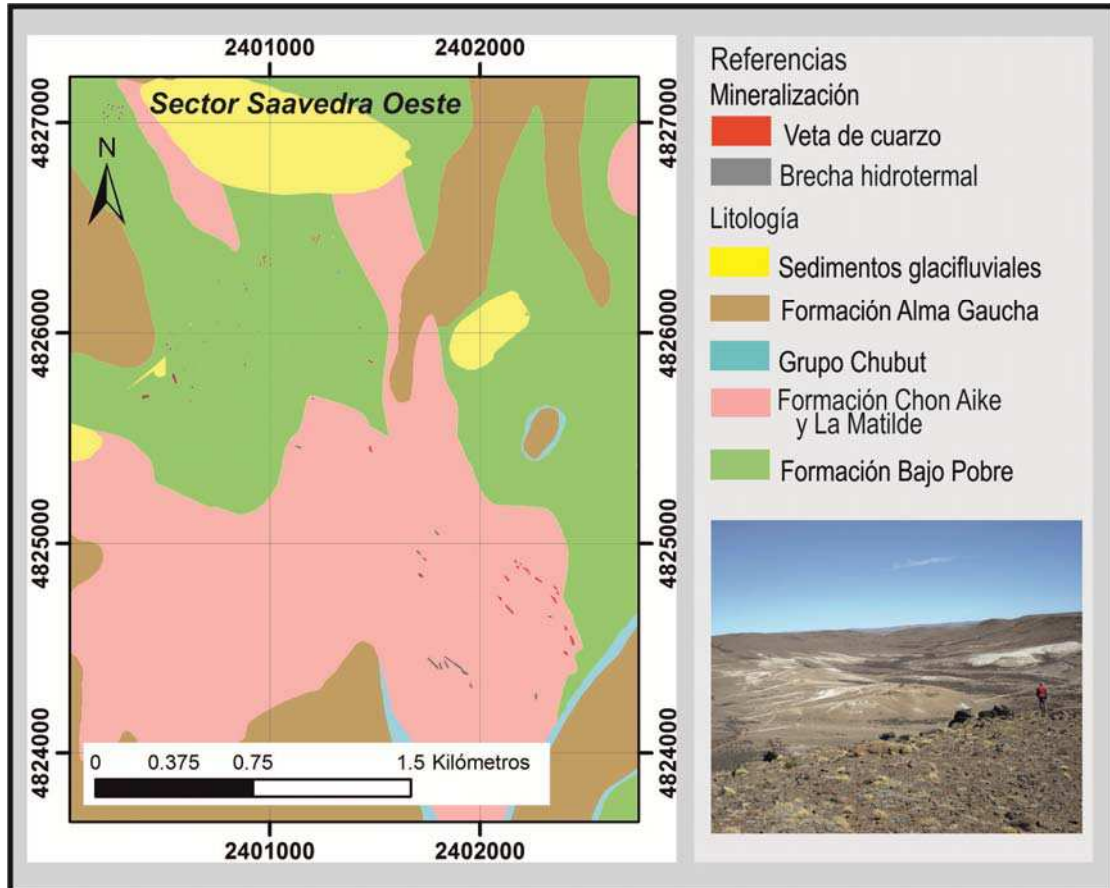 2401000 2402000
Sector Saavedra Oeste
4827000 4827000
N
4826000 4826000
4825000 4825000
4824000 4824000
0 0.375 0.75 1.5 Kilómetros
2401000 2402000
Referencias
Mineralización
Veta de cuarzo
Brecha hidrotermal
Litología
Sedimentos glacifluviales
Formación Alma Gaucha
Grupo Chubut
Formación Chon Aike
y La Matilde
Formación Bajo Pobre